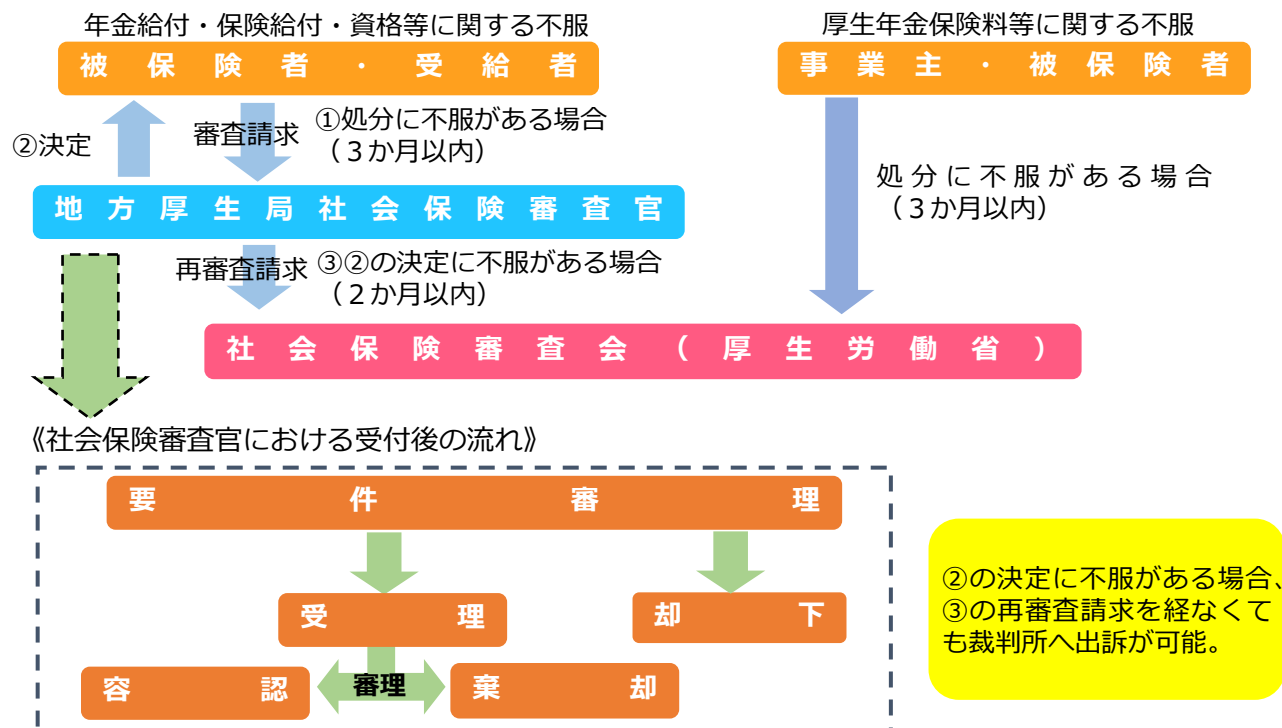 年金給付・保険給付・資格等に関する不服
被保険者・受給者
②決定
審査請求
①処分に不服がある場合
（３か月以内）
地方厚生局社会保険審査官
再審査請求
③②の決定に不服がある場合
（２か月以内）
厚生年金保険料等に関する不服
事業主・被保険者
処分に不服がある場合
（３か月以内）
社会保険審査会（厚生労働省）
《社会保険審査官における受付後の流れ》
要件審理
受理
却下
容認
審理
棄却
②の決定に不服がある場合、
③の再審査請求を経なくて
も裁判所へ出訴が可能。